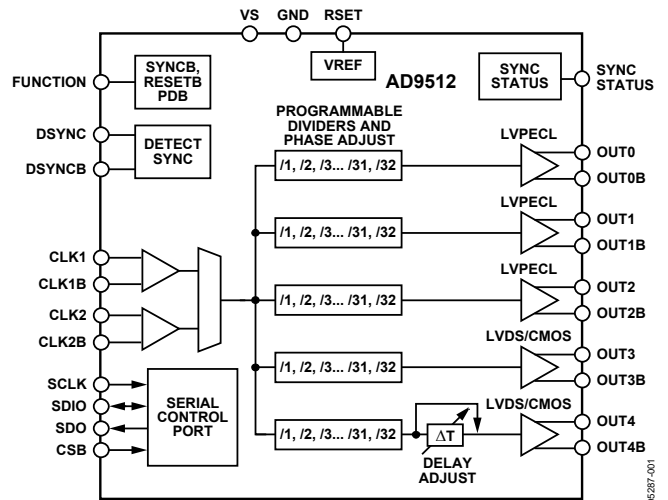 VS GND RSET
VREF
AD9512
SYNC
STATUS
SYNC
STATUS
FUNCTION
SYNCB,
RESETB
PDB
DSYNC
DSYNCB
DETECT
SYNC
PROGRAMMABLE
DIVIDERS AND
PHASE ADJUST
LVPECL
/1, /2, /3... /31, /32
OUT0
OUT0B
LVPECL
/1, /2, /3... /31, /32
OUT1
OUT1B
CLK1
CLK1B
CLK2
CLK2B
LVPECL
/1, /2, /3... /31, /32
OUT2
OUT2B
LVDS/CMOS
/1, /2, /3... /31, /32
OUT3
OUT3B
SCLK
SDIO
SDO
CSB
SERIAL
CONTROL
PORT
LVDS/CMOS
/1, /2, /3... /31, /32
ΔT
DELAY
ADJUST
OUT4
OUT4B
05287-001